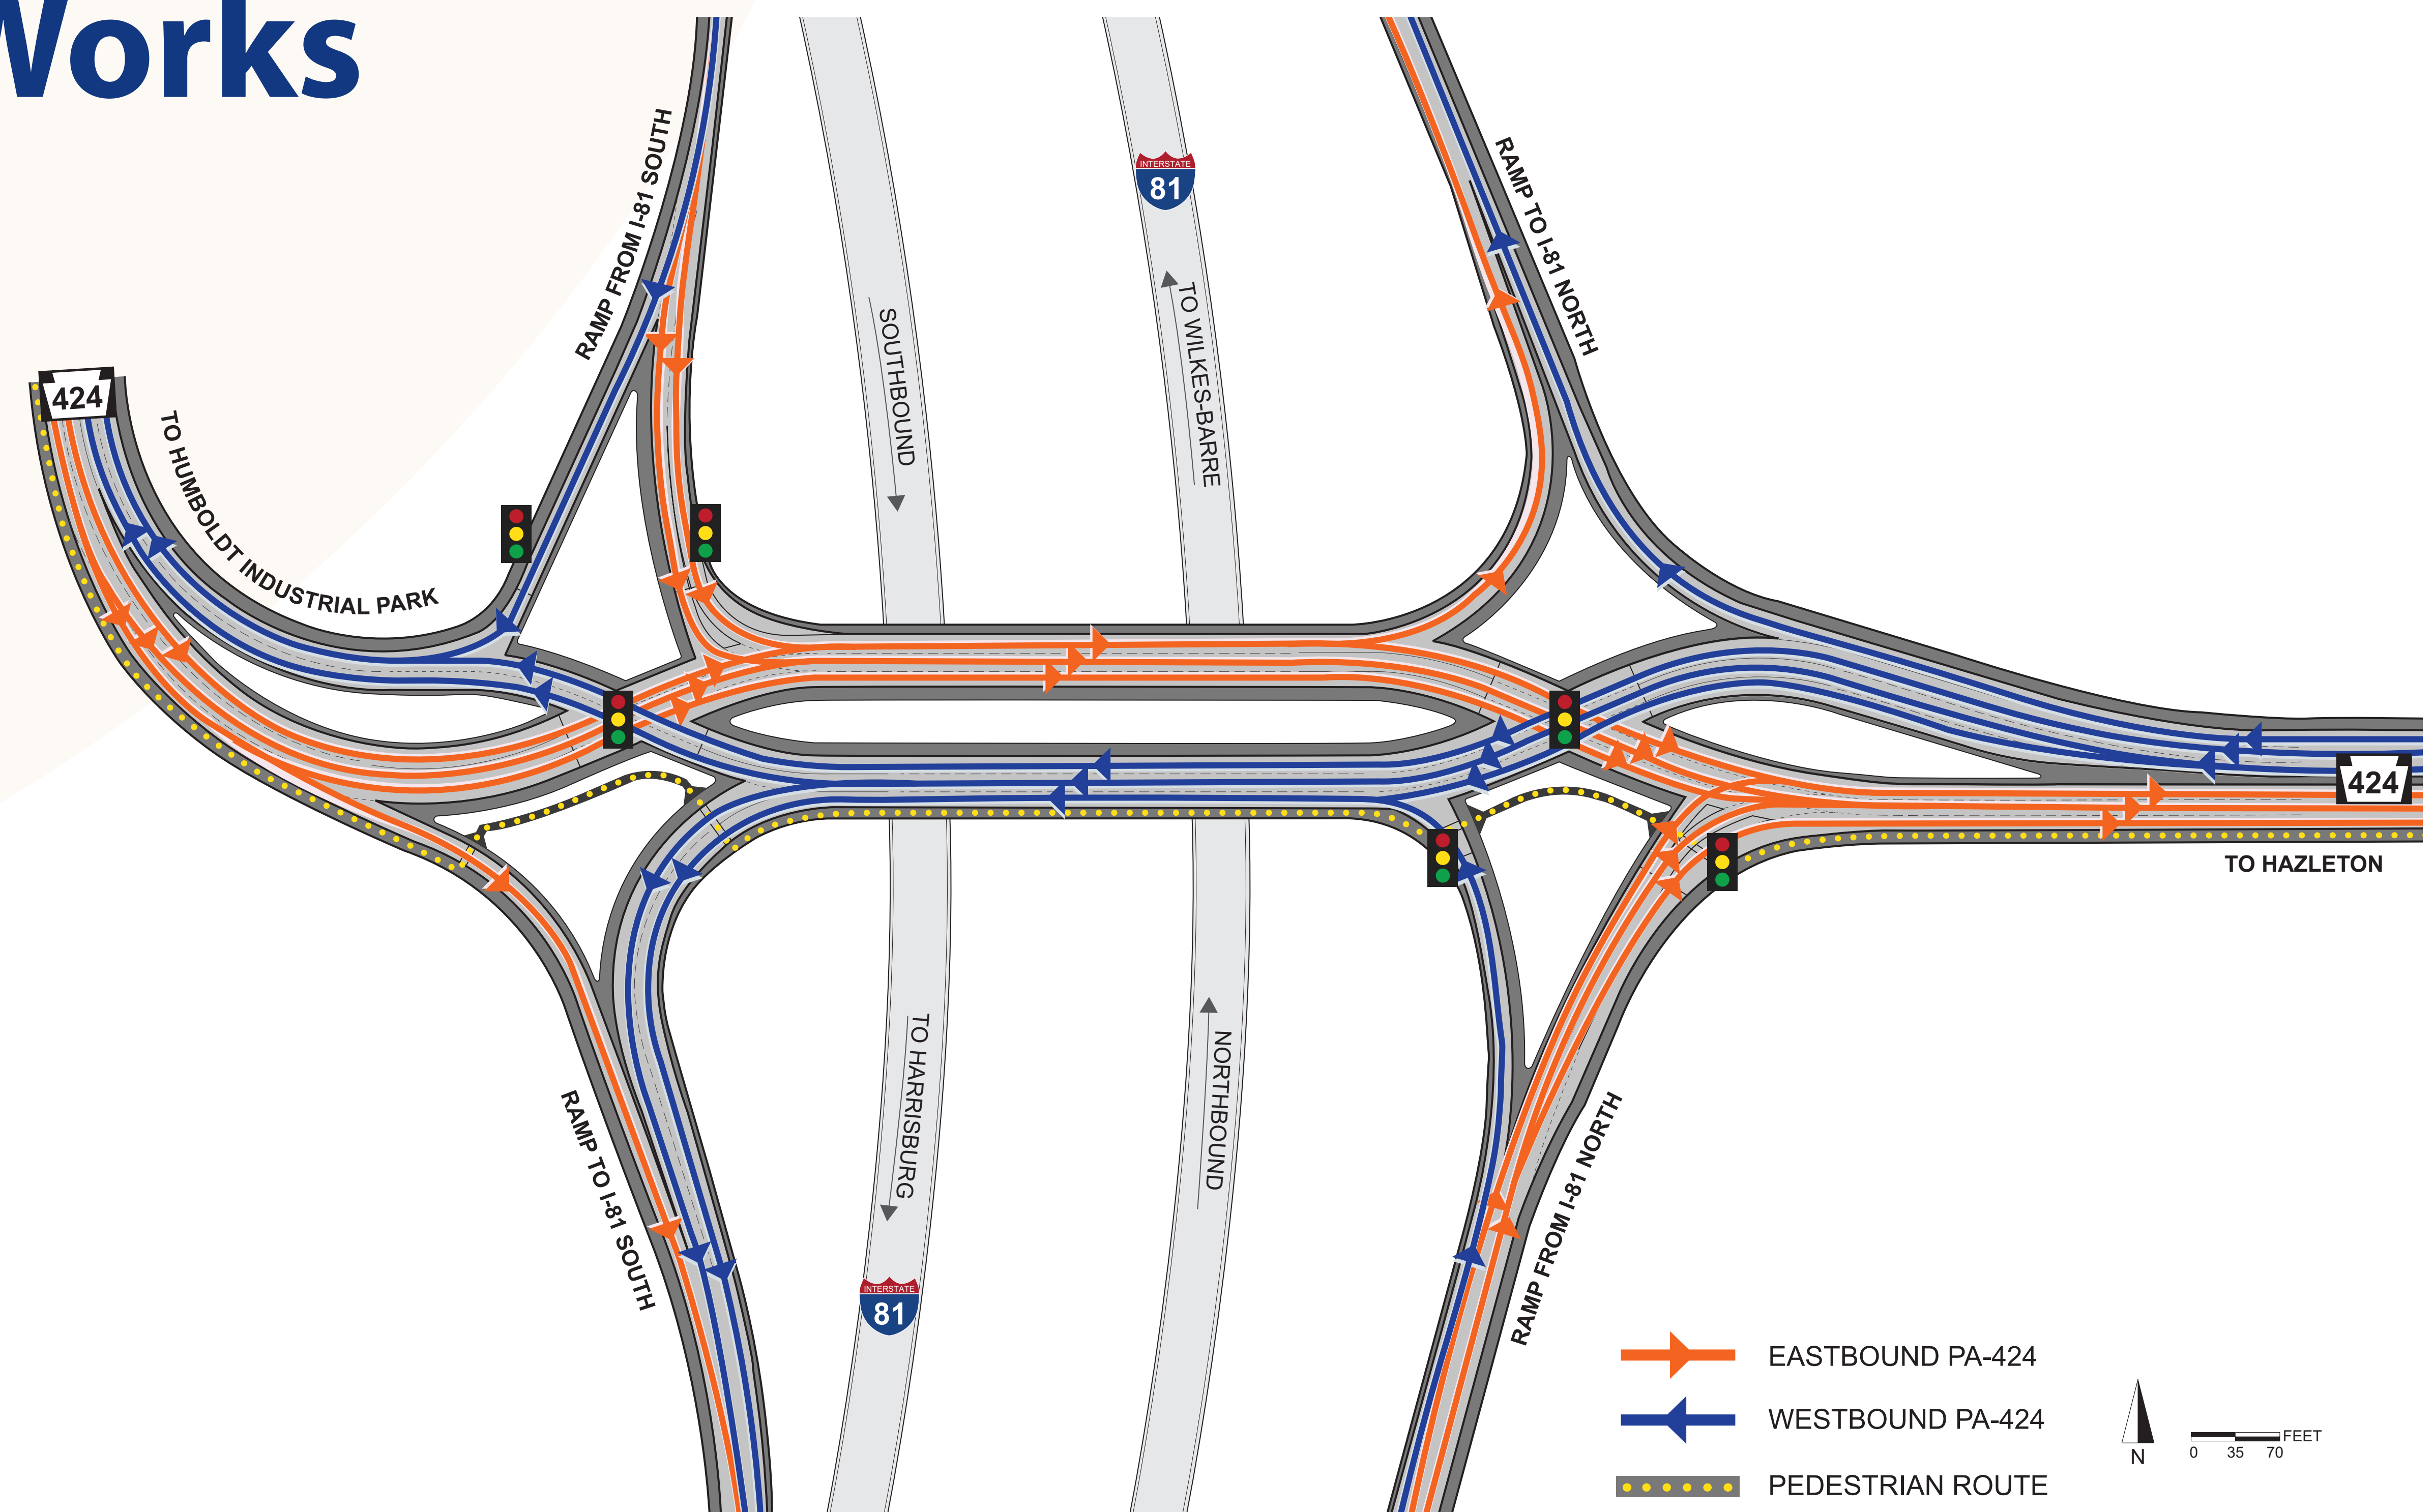 Works
RAMP FROM I-81 SOUTH
INTERSTATE
81
RAMP TO I-81 NORTH
SOUTHBOUND
TO WILKES-BARRE
424
TO HUMBOLDT INDUSTRIAL PARK
424
TO HAZLETON
TO HARRISBURG
NORTHBOUND
RAMP TO I-81 SOUTH
RAMP FROM I-81 NORTH
INTERSTATE
81
EASTBOUND PA-424
WESTBOUND PA-424
PEDESTRIAN ROUTE
N
FEET
0 35 70